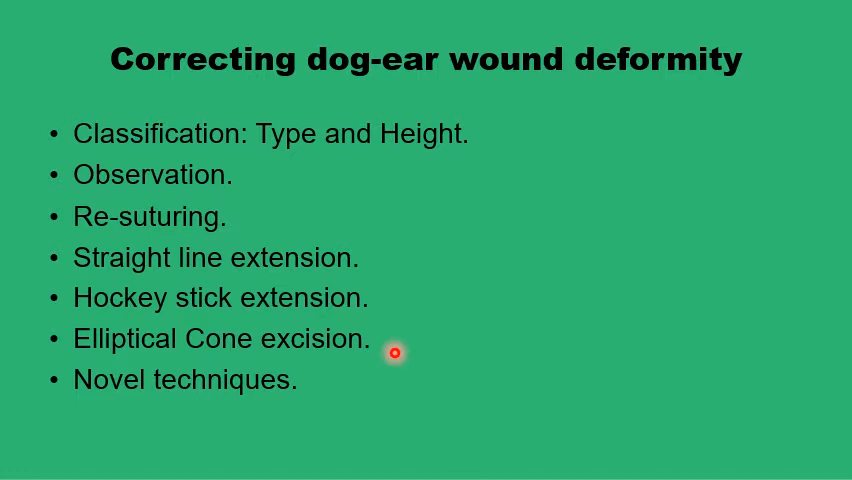 Correcting dog-ear wound deformity
• Classification: Type and Height.
• Observation.
• Re-suturing.
• Straight line extension.
• Hockey stick extension.
• Elliptical Cone excision.
• Novel techniques.